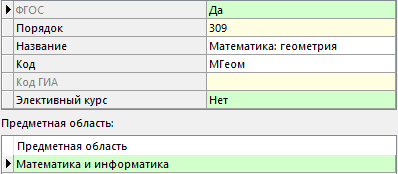 ФГОС Да
Порядок 309
Название Математика: геометрия
Код МГеом
Код ГИА
Элективный курс Нет
Предметная область:
Предметная область
Математика и информатика